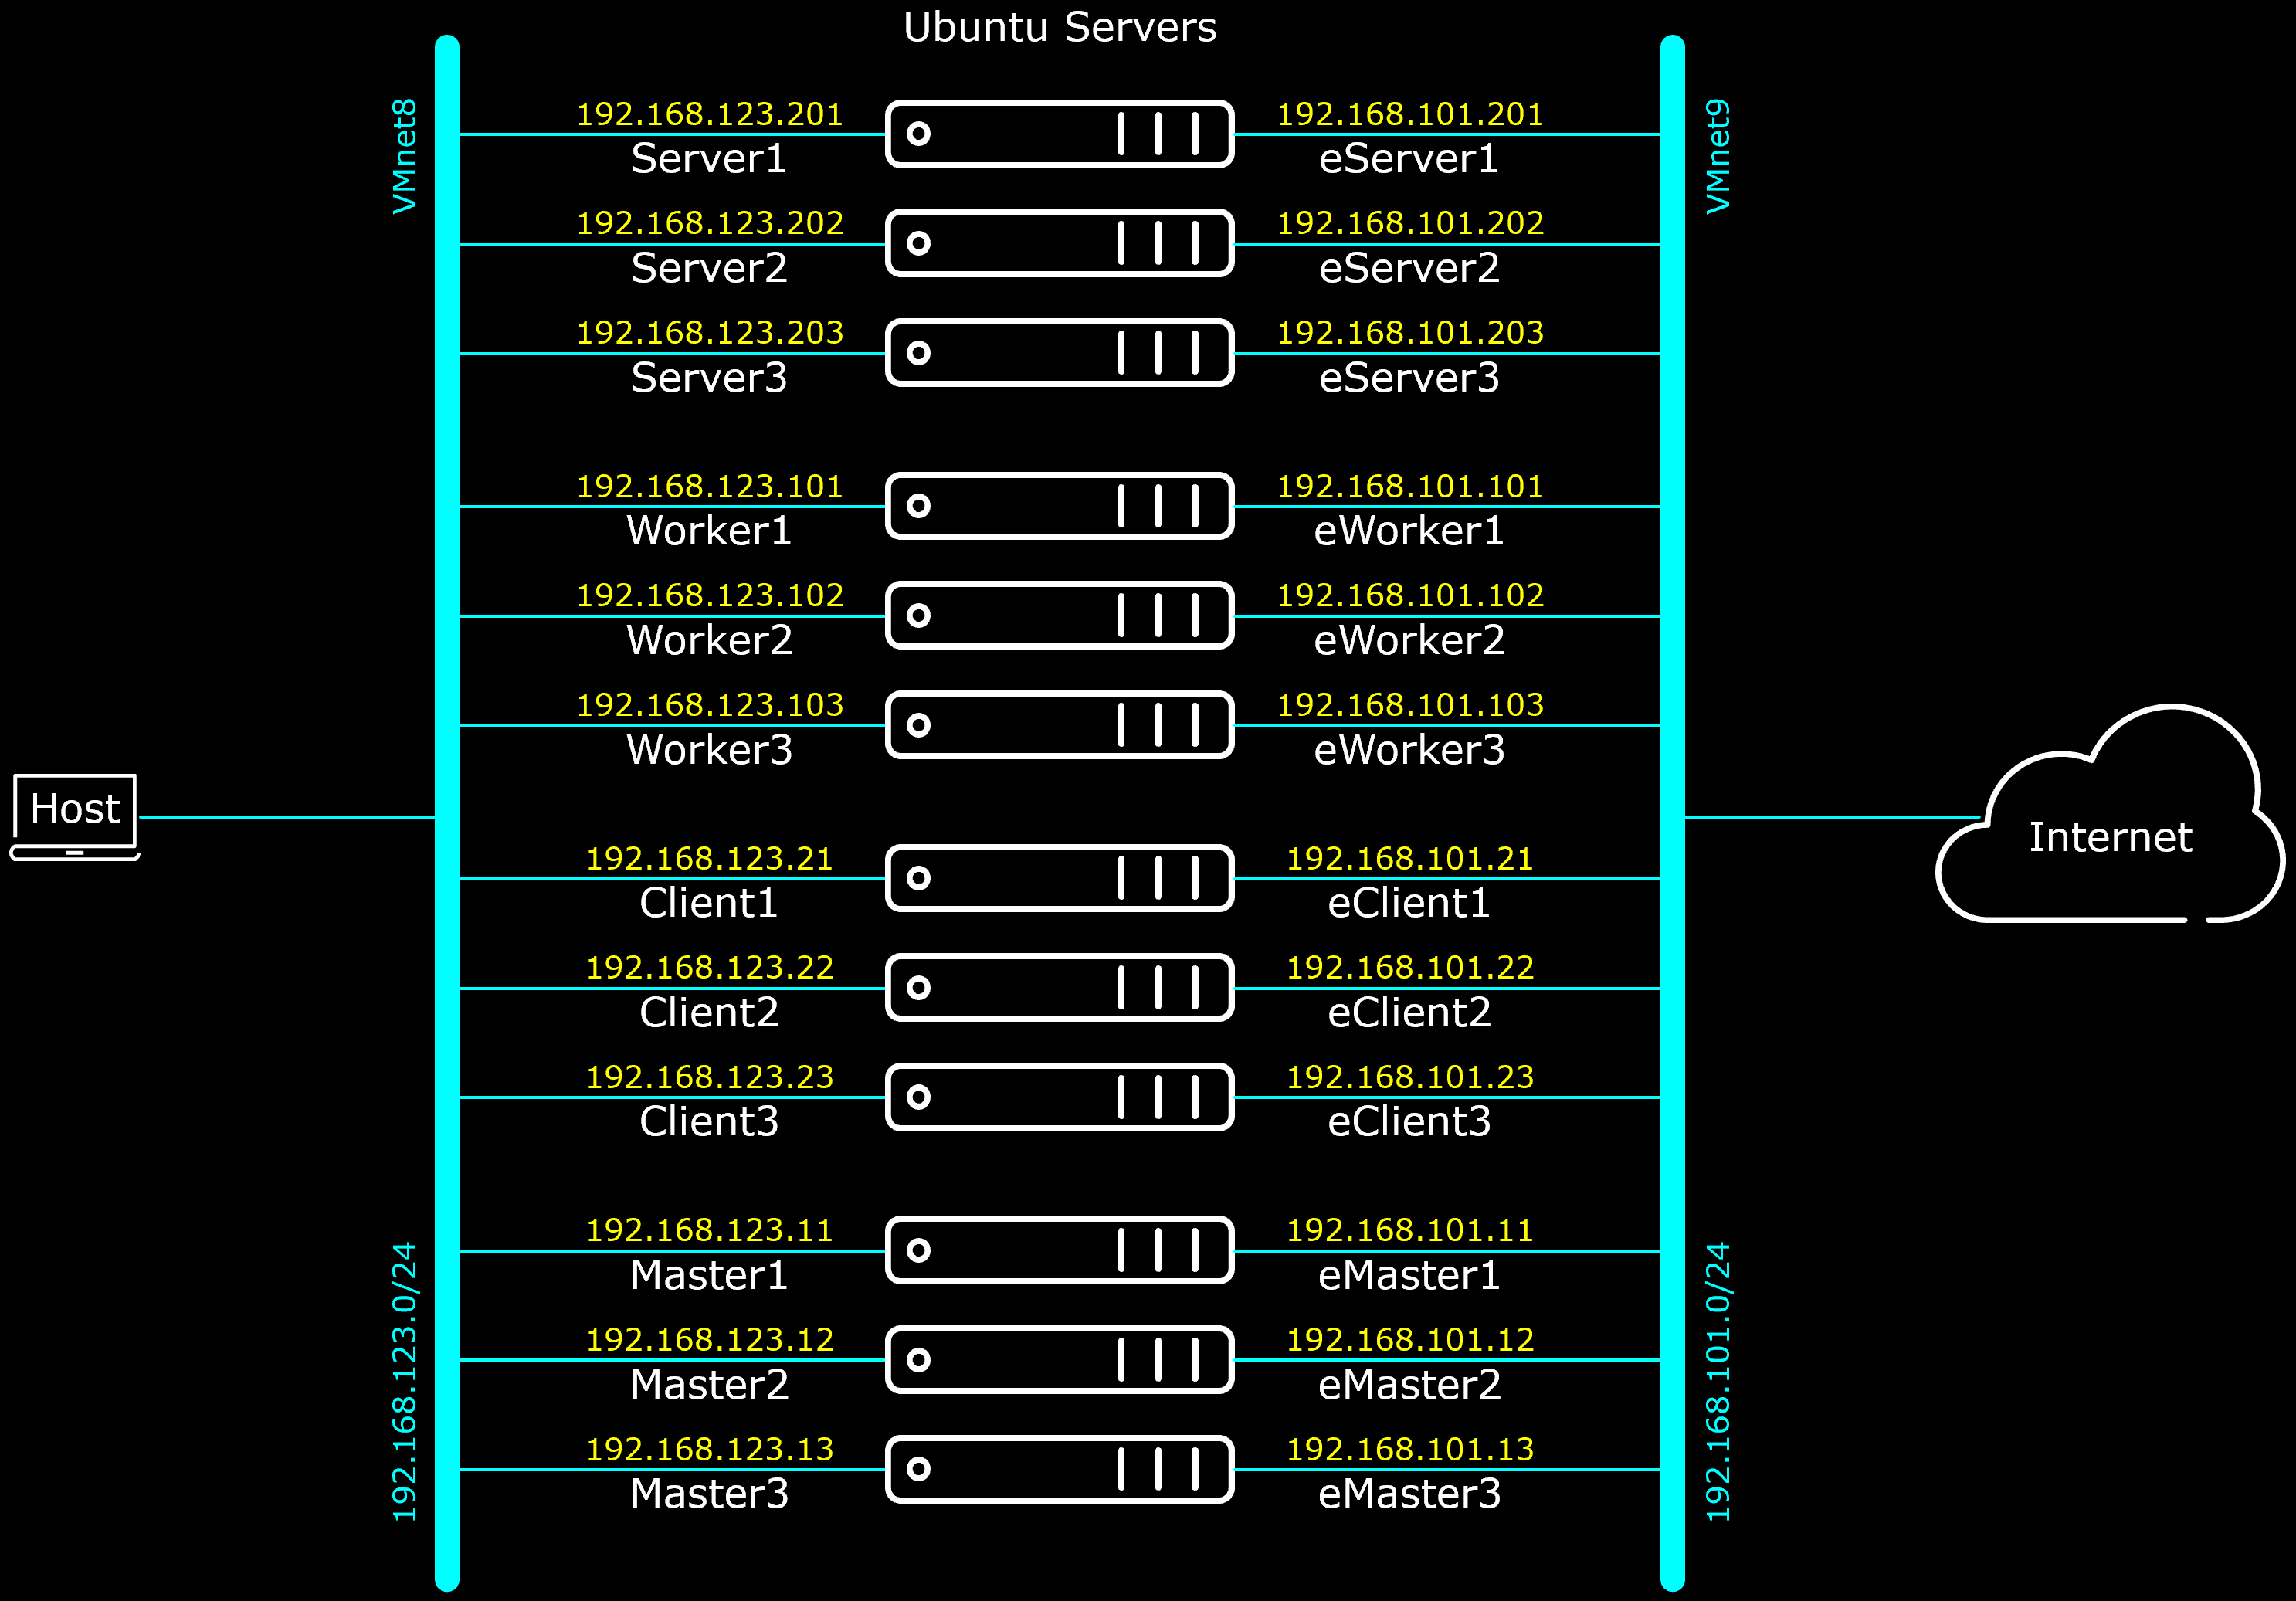 Ubuntu Servers
VMnet8
VMnet9
192.168.123.201
192.168.101.201
Server1
eServer1
192.168.123.202
192.168.101.202
Server2
eServer2
192.168.123.203
192.168.101.203
Server3
eServer3
192.168.123.101
192.168.101.101
Worker1
eWorker1
192.168.123.102
192.168.101.102
Worker2
eWorker2
192.168.123.103
192.168.101.103
Worker3
eWorker3
Host
Internet
192.168.123.21
192.168.101.21
Client1
eClient1
192.168.123.22
192.168.101.22
Client2
eClient2
192.168.123.23
192.168.101.23
Client3
eClient3
192.168.123.11
192.168.101.11
Master1
eMaster1
192.168.123.12
192.168.101.12
Master2
eMaster2
192.168.123.13
192.168.101.13
Master3
eMaster3
192.168.123.0/24
192.168.101.0/24